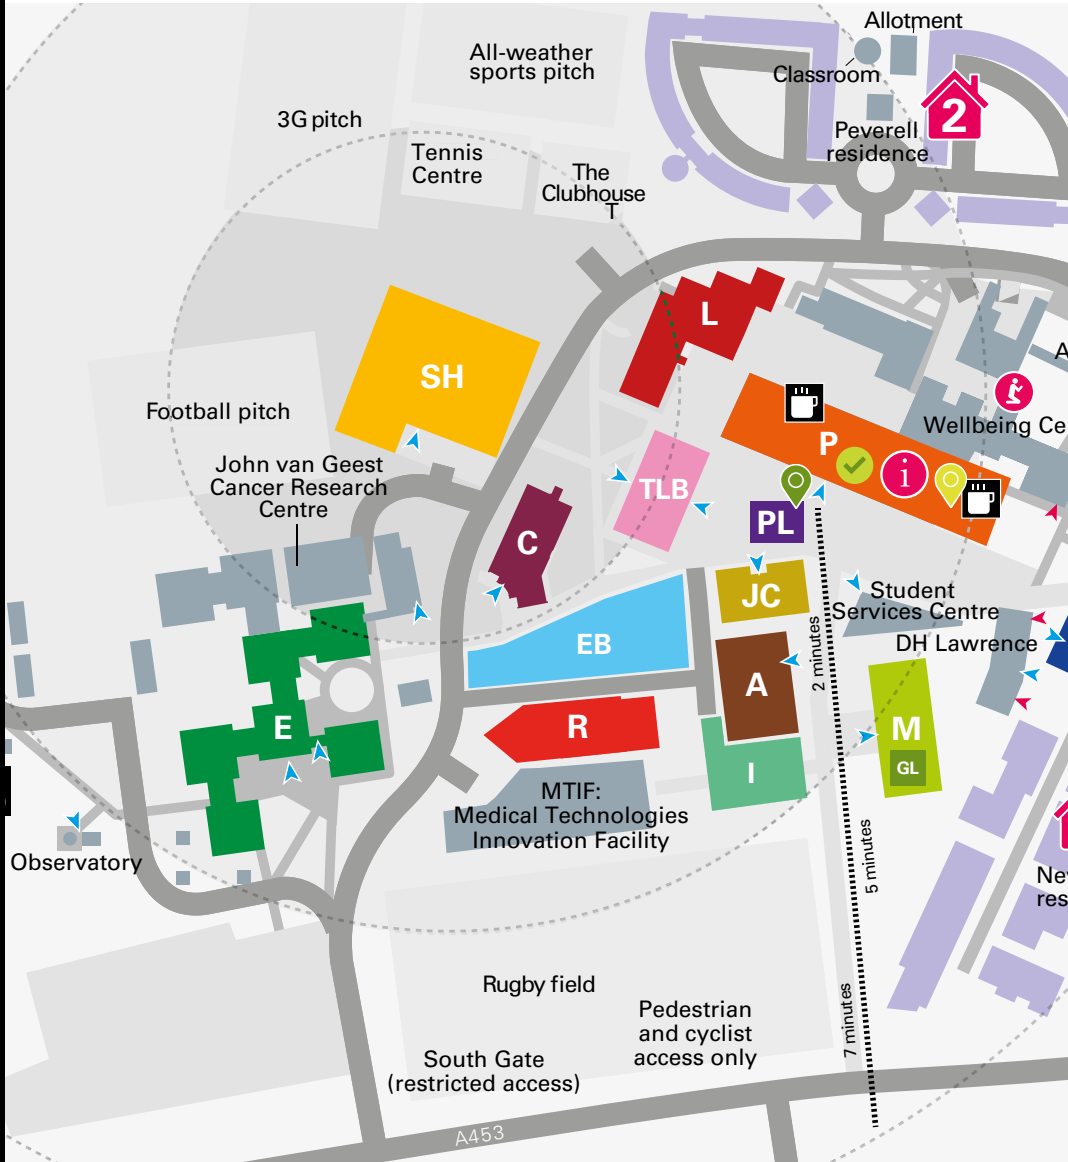 Allotment
All-weather
sports pitch
Classroom
2
3G pitch
Peverell
residence
Tennis
Centre
The
Clubhouse
T
L
SH
A
Football pitch
Wellbeing Ce
P
i
John van Geest
Cancer Research
Centre
TLB
PL
C
JC
Student
Services Centre
EB
DH Lawrence
2 minutes
A
E
R
M
GL
I
MTIF:
Medical Technologies
Innovation Facility
Observatory
5 minutes
Ne
res
Rugby field
Pedestrian
and cyclist
access only
7 minutes
South Gate
(restricted access)
A453